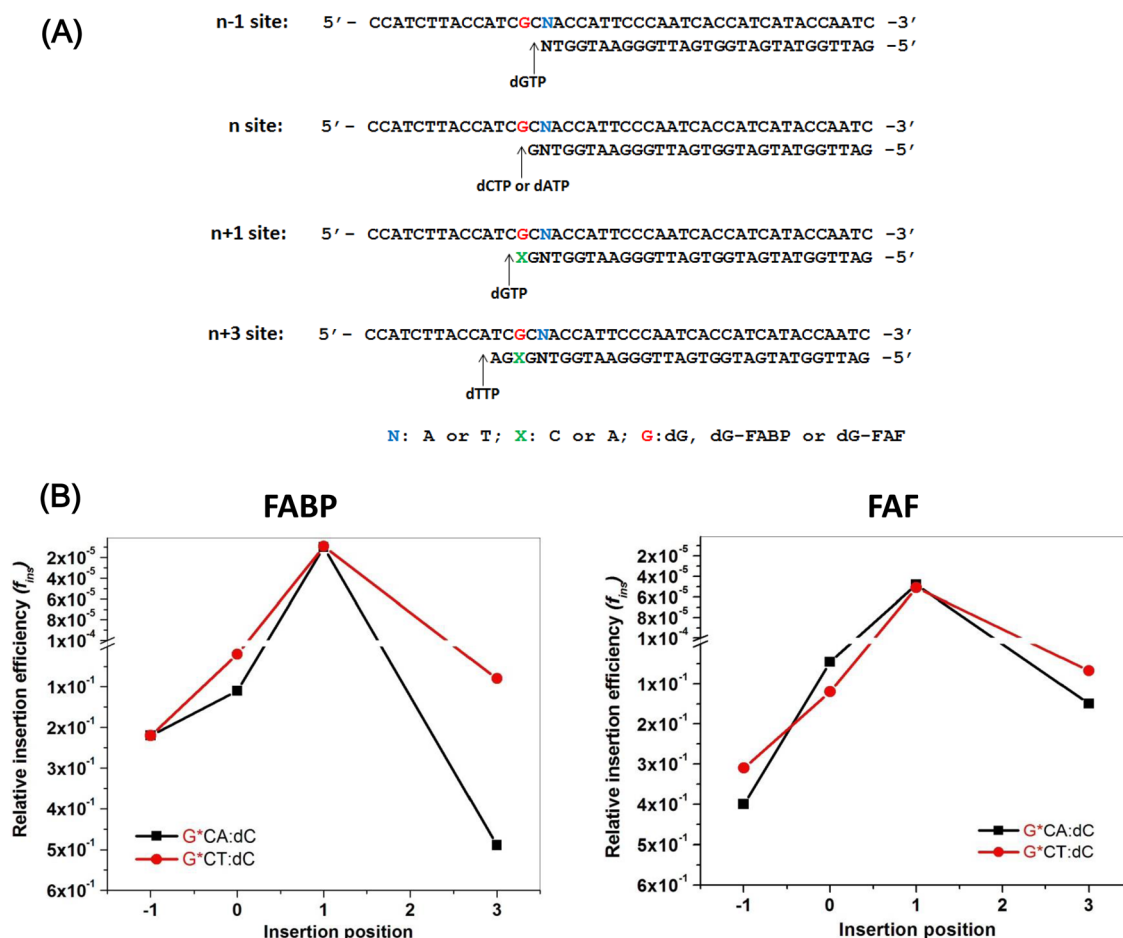 (A)
n-1 site: 5’- CCATCTTACCATCGCNACCATTCCCAATCACCATCATACCAATC -3’
NTGGTAAGGGTTAGTGGTAGTATGGTTAG -5’
dGTP
n site: 5’- CCATCTTACCATCGCNACCATTCCCAATCACCATCATACCAATC -3’
GNTGGTAAGGGTTAGTGGTAGTATGGTTAG -5’
dCTP or dATP
n+1 site: 5’- CCATCTTACCATCGCNACCATTCCCAATCACCATCATACCAATC -3’
XGNTGGTAAGGGTTAGTGGTAGTATGGTTAG -5’
dGTP
n+3 site: 5’- CCATCTTACCATCGCNACCATTCCCAATCACCATCATACCAATC -3’
AGXGNTGGTAAGGGTTAGTGGTAGTATGGTTAG -5’
dTTP
N: A or T; X: C or A; G:dG, dG-FABP or dG-FAF
(B)
FABP
Relative insertion efficiency (f_ins)
2x10⁻⁵
4x10⁻⁵
6x10⁻⁵
8x10⁻⁵
1x10⁻⁴
1x10⁻¹
2x10⁻¹
3x10⁻¹
4x10⁻¹
5x10⁻¹
6x10⁻¹
G*CA:dC
G*CT:dC
-1 0 1 2 3
Insertion position
FAF
Relative insertion efficiency (f_ins)
2x10⁻⁵
4x10⁻⁵
6x10⁻⁵
8x10⁻⁵
1x10⁻⁴
1x10⁻¹
2x10⁻¹
3x10⁻¹
4x10⁻¹
5x10⁻¹
6x10⁻¹
G*CA:dC
G*CT:dC
-1 0 1 2 3
Insertion position